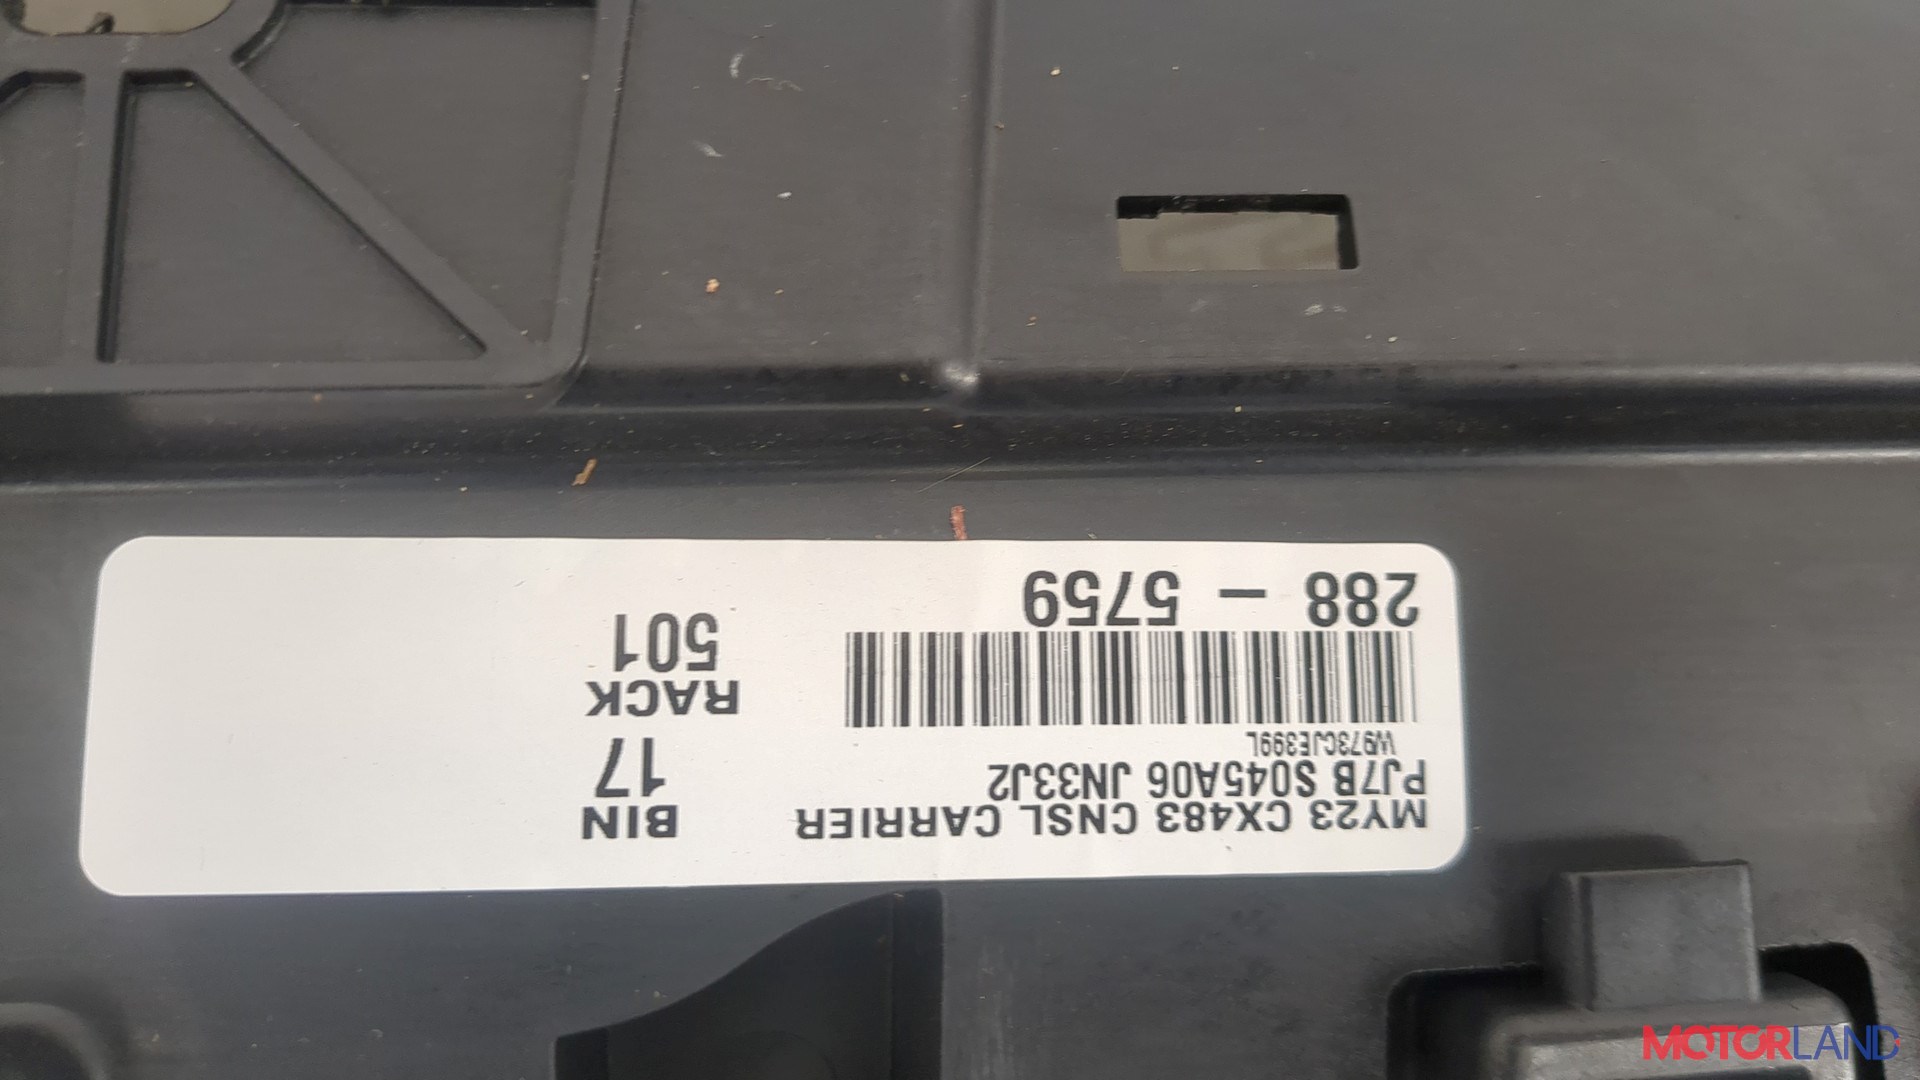 MY23 CX483 CNSL CARRIER
PJ7B S045A06 JN33J2
W973CJE399L
288 - 5759
BIN
17
RACK
501
MOTORLAND